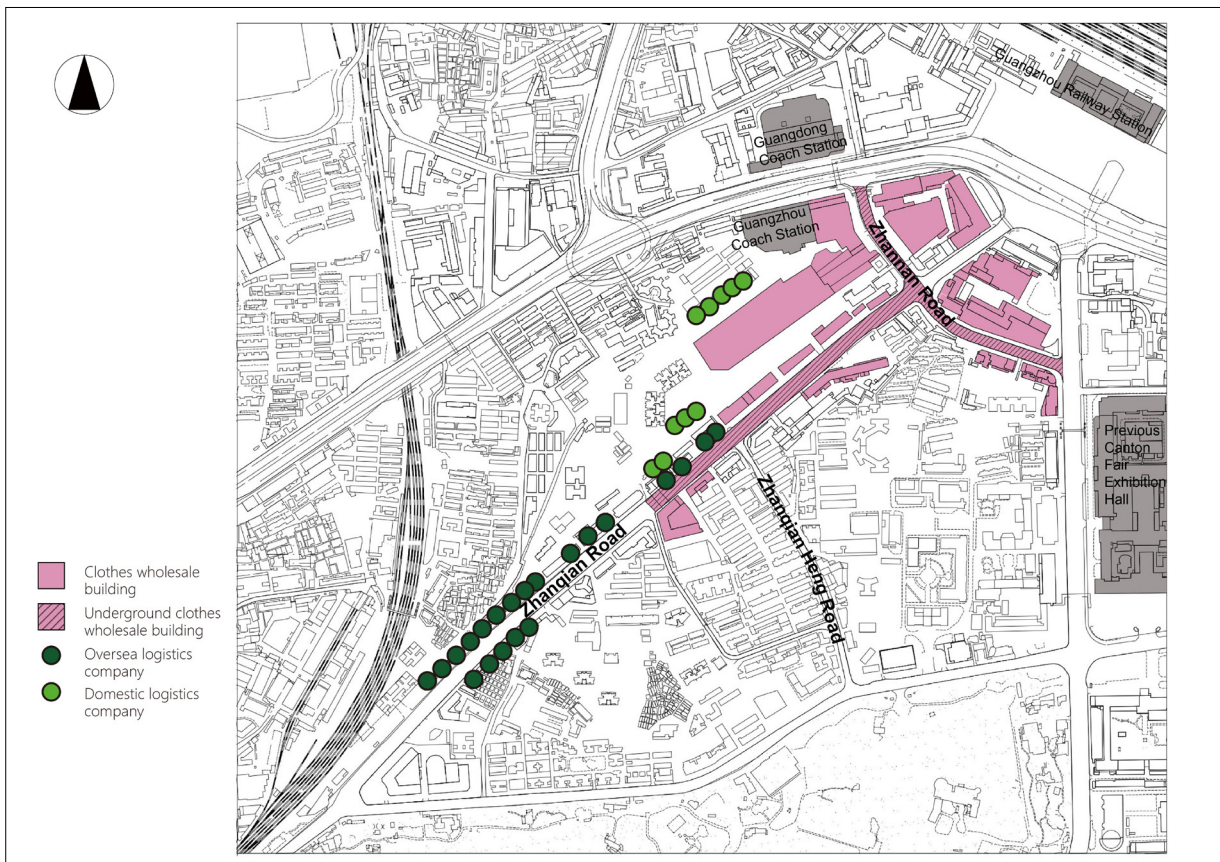 Guangzhou Railway Station
Guangdong
Coach Station
Guangzhou
Coach Station
Zhannan Road
Previous
Canton
Fair
Exhibition
Hall
Zhanqian Heng Road
Zhanqian Road
Clothes wholesale
building
Underground clothes
wholesale building
Oversea logistics
company
Domestic logistics
company